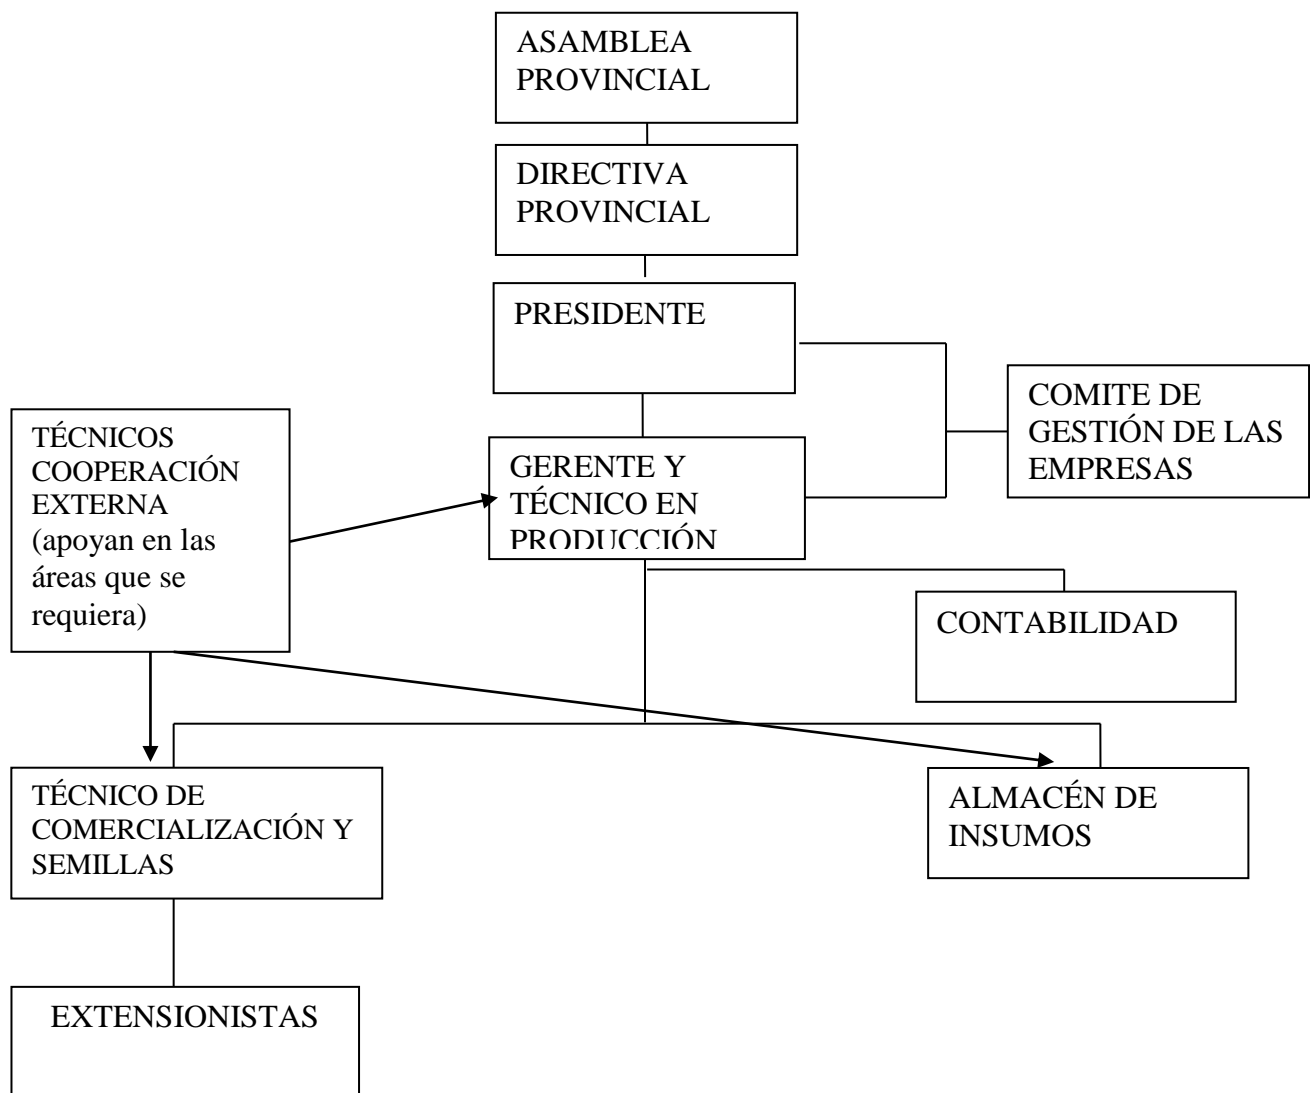 ASAMBLEA
PROVINCIAL
DIRECTIVA
PROVINCIAL
PRESIDENTE
COMITE DE
GESTIÓN DE LAS
EMPRESAS
TÉCNICOS
COOPERACIÓN
EXTERNA
(apoyan en las
áreas que se
requiera)
GERENTE Y
TÉCNICO EN
PRODUCCIÓN
CONTABILIDAD
TÉCNICO DE
COMERCIALIZACIÓN Y
SEMILLAS
ALMACÉN DE
INSUMOS
EXTENSIONISTAS